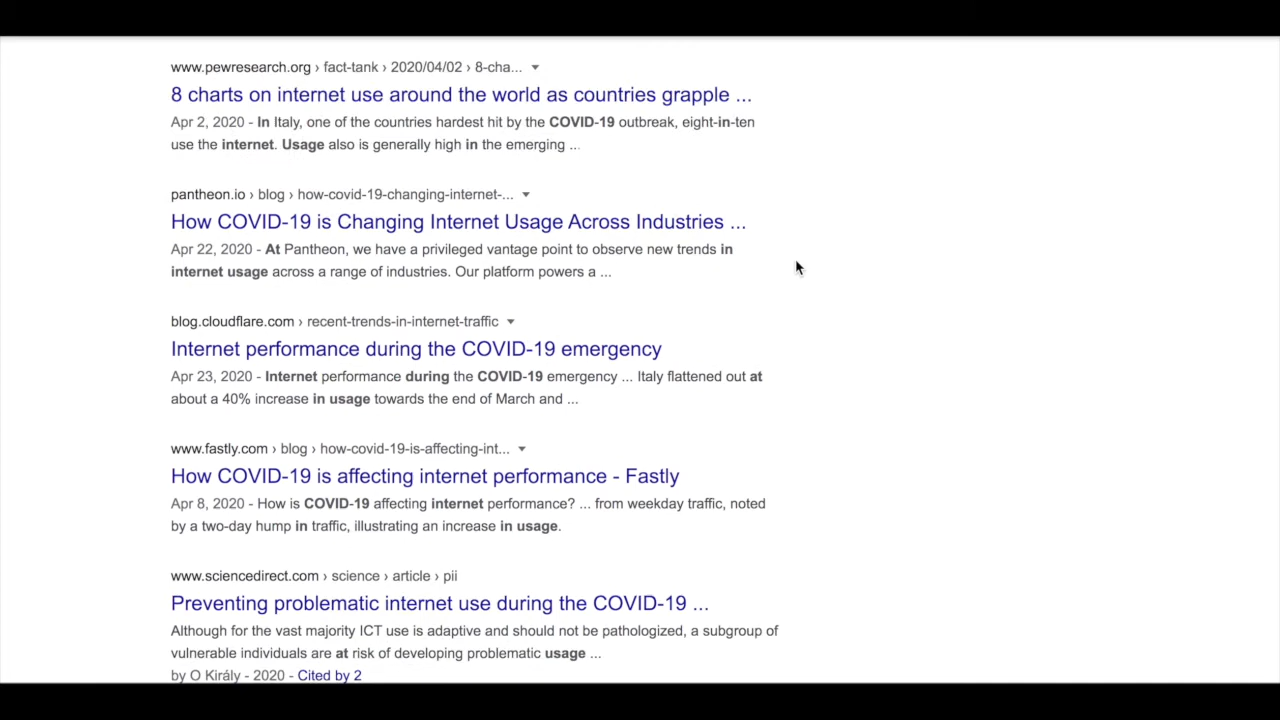 www.pewresearch.org › fact-tank › 2020/04/02 › 8-cha...
8 charts on internet use around the world as countries grapple ...
Apr 2, 2020 - In Italy, one of the countries hardest hit by the COVID-19 outbreak, eight-in-ten
use the internet. Usage also is generally high in the emerging ...
pantheon.io › blog › how-covid-19-changing-internet-...
How COVID-19 is Changing Internet Usage Across Industries ...
Apr 22, 2020 - At Pantheon, we have a privileged vantage point to observe new trends in
internet usage across a range of industries. Our platform powers a ...
blog.cloudflare.com › recent-trends-in-internet-traffic
Internet performance during the COVID-19 emergency
Apr 23, 2020 - Internet performance during the COVID-19 emergency ... Italy flattened out at
about a 40% increase in usage towards the end of March and ...
www.fastly.com › blog › how-covid-19-is-affecting-int...
How COVID-19 is affecting internet performance - Fastly
Apr 8, 2020 - How is COVID-19 affecting internet performance? ... from weekday traffic, noted
by a two-day hump in traffic, illustrating an increase in usage.
www.sciencedirect.com › science › article › pii
Preventing problematic internet use during the COVID-19 ...
Although for the vast majority ICT use is adaptive and should not be pathologized, a subgroup of
vulnerable individuals are at risk of developing problematic usage ...
by O Király - 2020 - Cited by 2